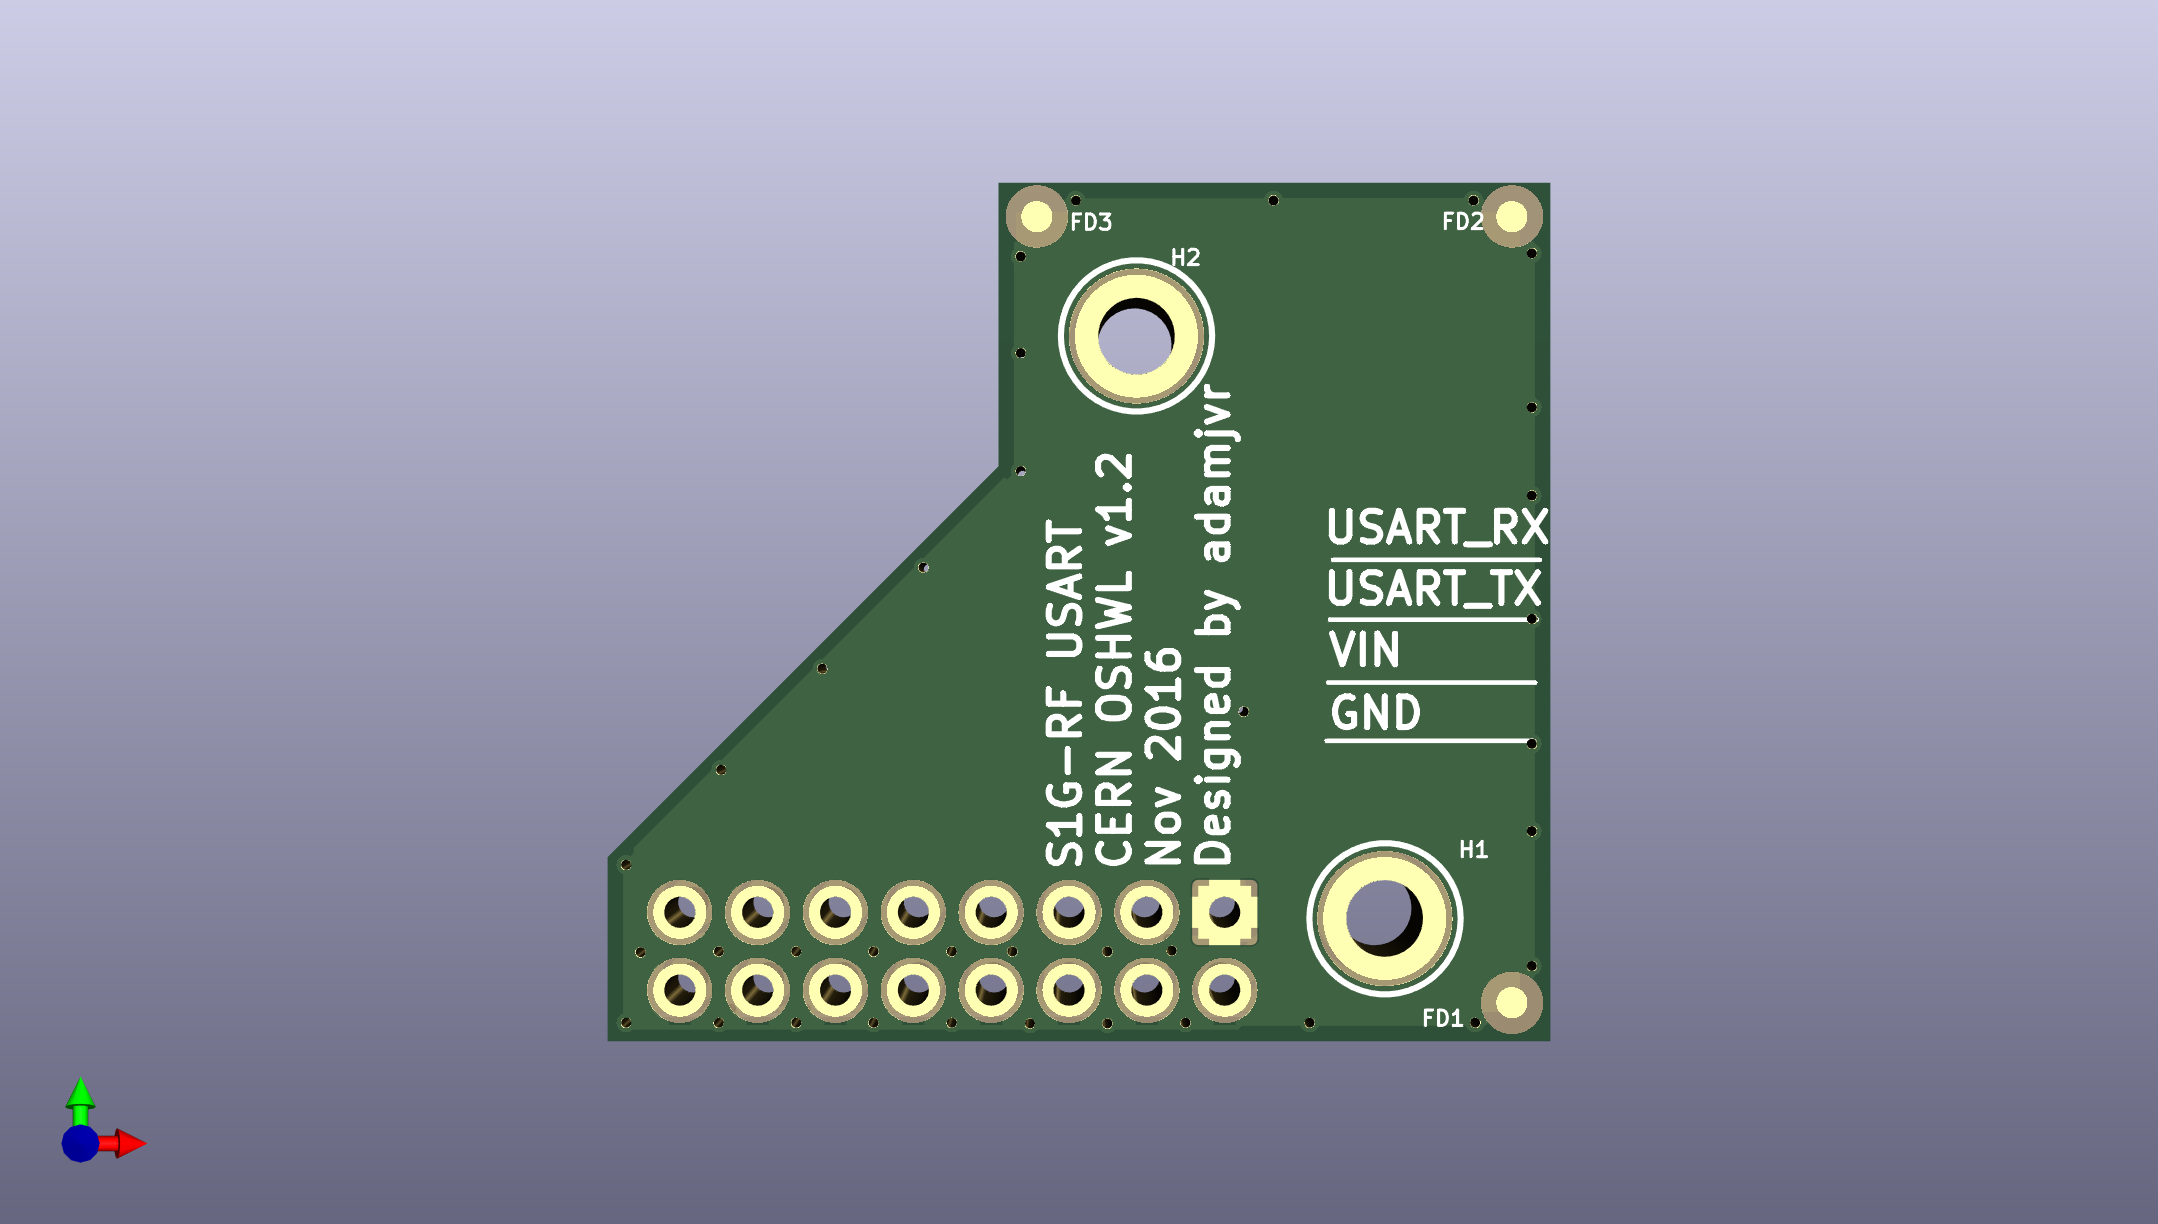 FD3
FD2
H2
S1G-RF USART
CERN OSHWL v1.2
Nov 2016
Designed by adamjvr
USART_RX
USART_TX
VIN
GND
H1
FD1